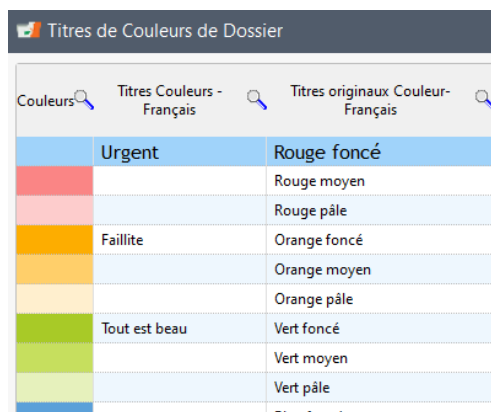 Titres de Couleurs de Dossier
Couleurs
Titres Couleurs -
Français
Titres originaux Couleur-
Français
Urgent Rouge foncé
Rouge moyen
Rouge pâle
Faillite Orange foncé
Orange moyen
Orange pâle
Tout est beau Vert foncé
Vert moyen
Vert pâle